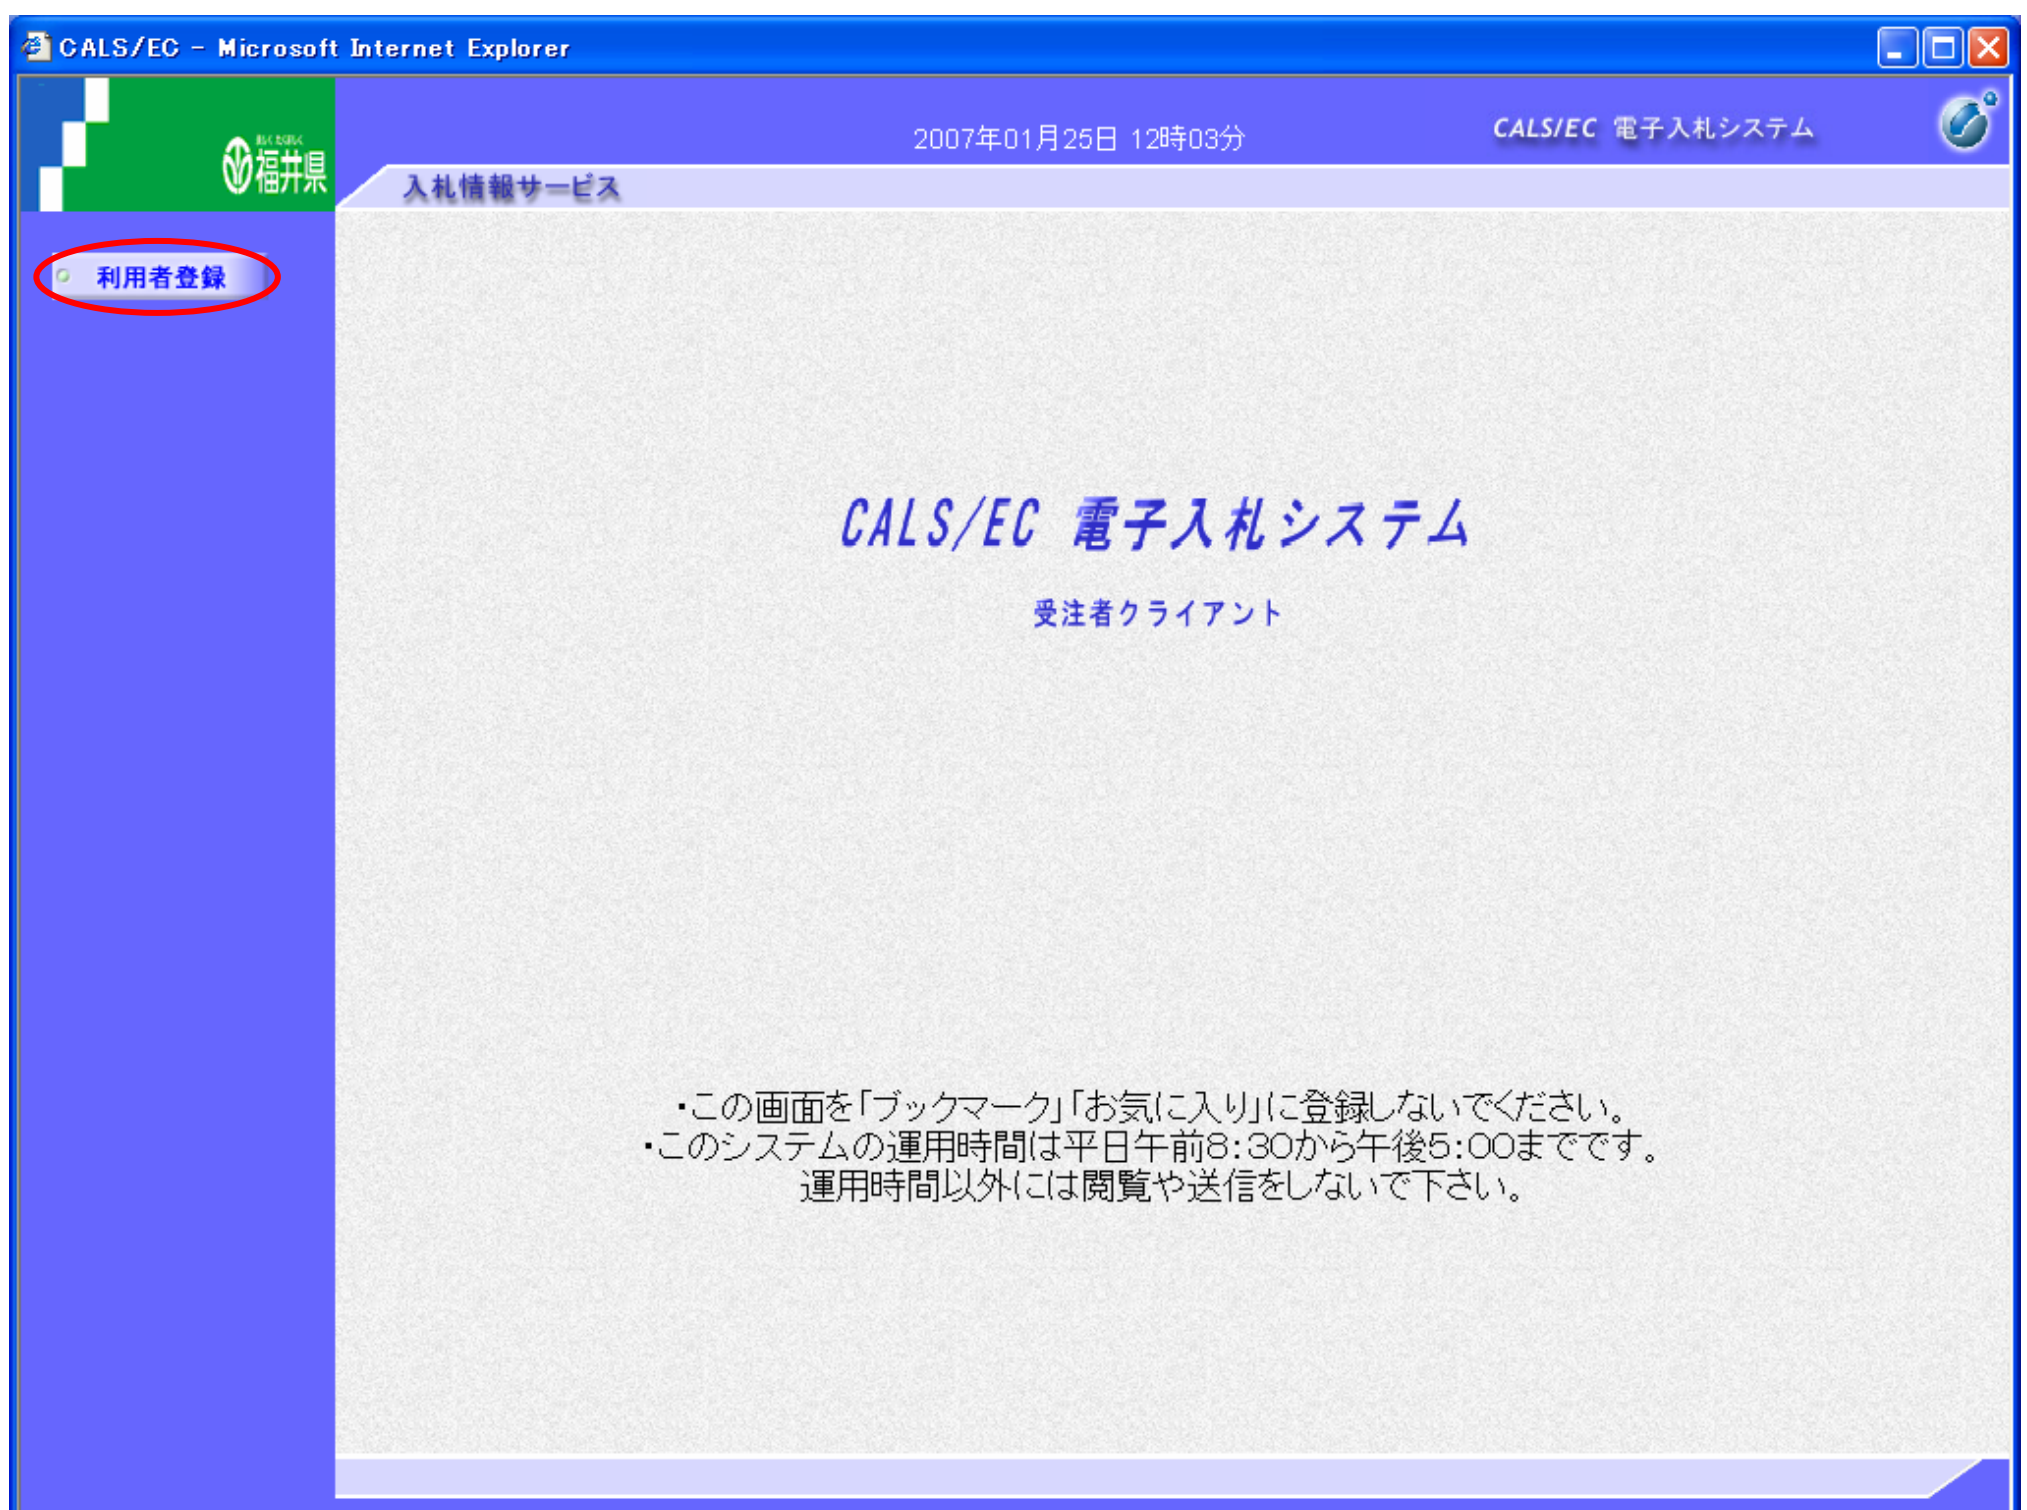 CALS/EC - Microsoft Internet Explorer
福井県
2007年01月25日 12時03分
CALS/EC 電子入札システム
入札情報サービス
利用者登録
CALS/EC 電子入札システム
受注者クライアント
・この画面を「ブックマーク」「お気に入り」に登録しないでください。
・このシステムの運用時間は平日午前8:30から午後5:00までです。
運用時間以外には閲覧や送信をしないで下さい。